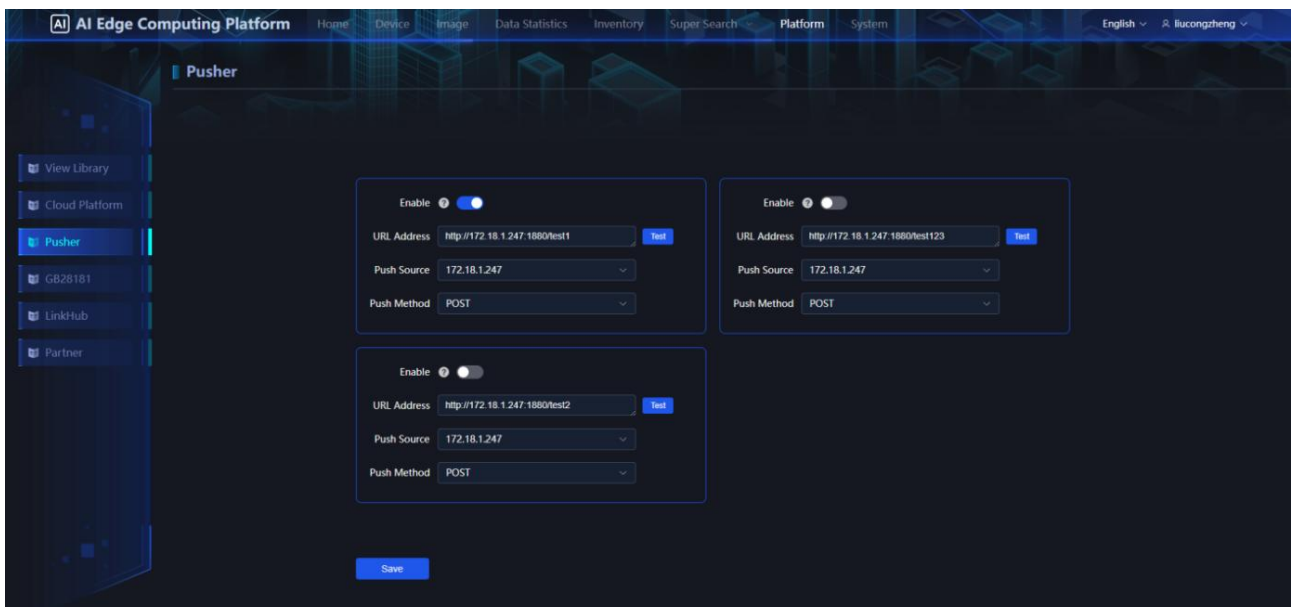 AI AI Edge Computing Platform Home Device Image Data Statistics Inventory Super Search Platform System English liucongzheng
Pusher
View Library
Cloud Platform
Pusher
GB28181
LinkHub
Partner
Enable
URL Address http://172.18.1.247:1880/test1 Test
Push Source 172.18.1.247
Push Method POST
Enable
URL Address http://172.18.1.247:1880/test123 Test
Push Source 172.18.1.247
Push Method POST
Enable
URL Address http://172.18.1.247:1880/test2 Test
Push Source 172.18.1.247
Push Method POST
Save